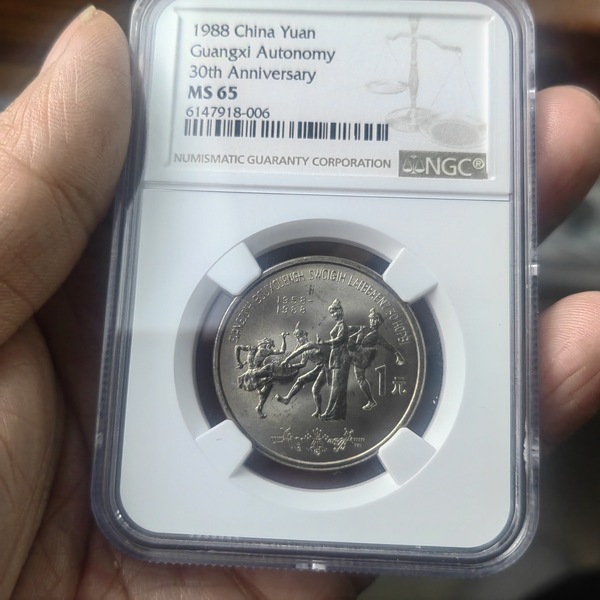 1988 China Yuan
Guangxi Autonomy
30th Anniversary
MS 65
6147918-006
NUMISMATIC GUARANTY CORPORATION
NGC®
1958-
1988
1元